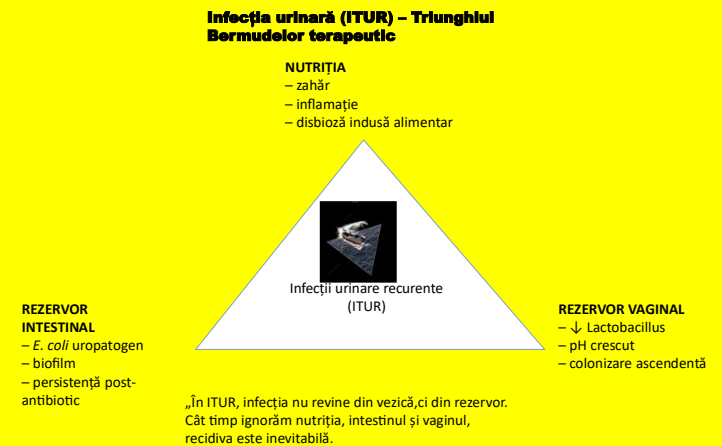 Infecția urinară (ITUR) – Triunghiul
Bermudelor terapeutic
NUTRIȚIA
– zahăr
– inflamație
– disbioză indusă alimentar
Infecții urinare recurente
(ITUR)
REZERVOR
INTESTINAL
– E. coli uropatogen
– biofilm
– persistență post-
antibiotic
REZERVOR VAGINAL
– ↓ Lactobacillus
– pH crescut
– colonizare ascendentă
„În ITUR, infecția nu revine din vezică,ci din rezervor.
Cât timp ignorăm nutriția, intestinul și vaginul,
recidiva este inevitabilă.